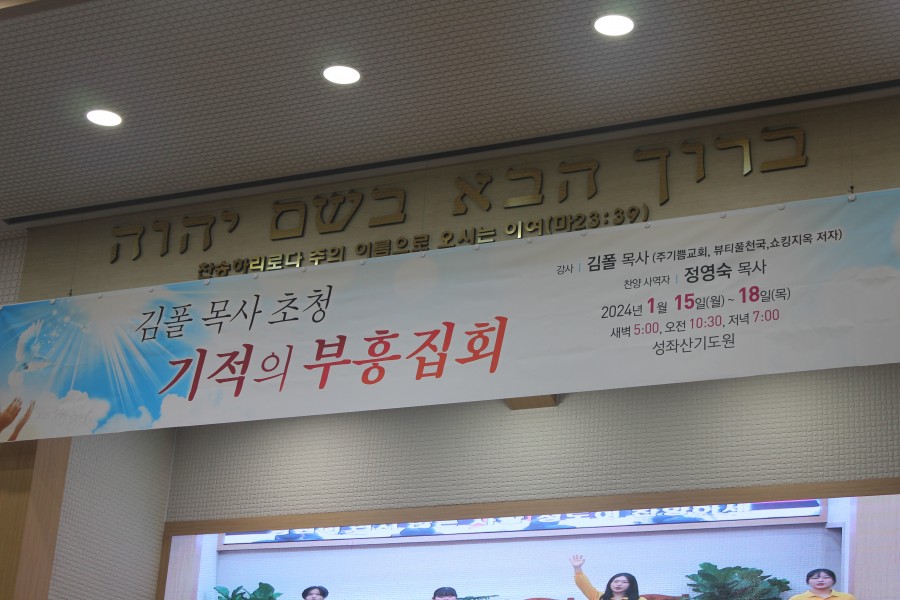 ברוך הבא בשם יהוה
찬슈하리로다 주의 이름으로 오시는 이여(마23:39)
김폴 목사 초청
기적의 부흥집회
강사 | 김폴 목사 (주기쁨교회, 뷰티풀천국,쇼킹지옥 저자)
찬양 사역자 | 정영숙 목사
2024년 1월 15일(월) ~ 18일(목)
새벽 5:00, 오전 10:30, 저녁 7:00
성좌산기도원